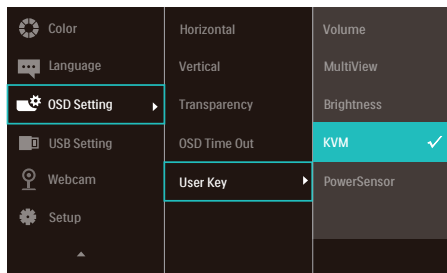 Color
Language
OSD Setting
USB Setting
Webcam
Setup
Horizontal
Vertical
Transparency
OSD Time Out
User Key
Volume
MultiView
Brightness
KVM
PowerSensor